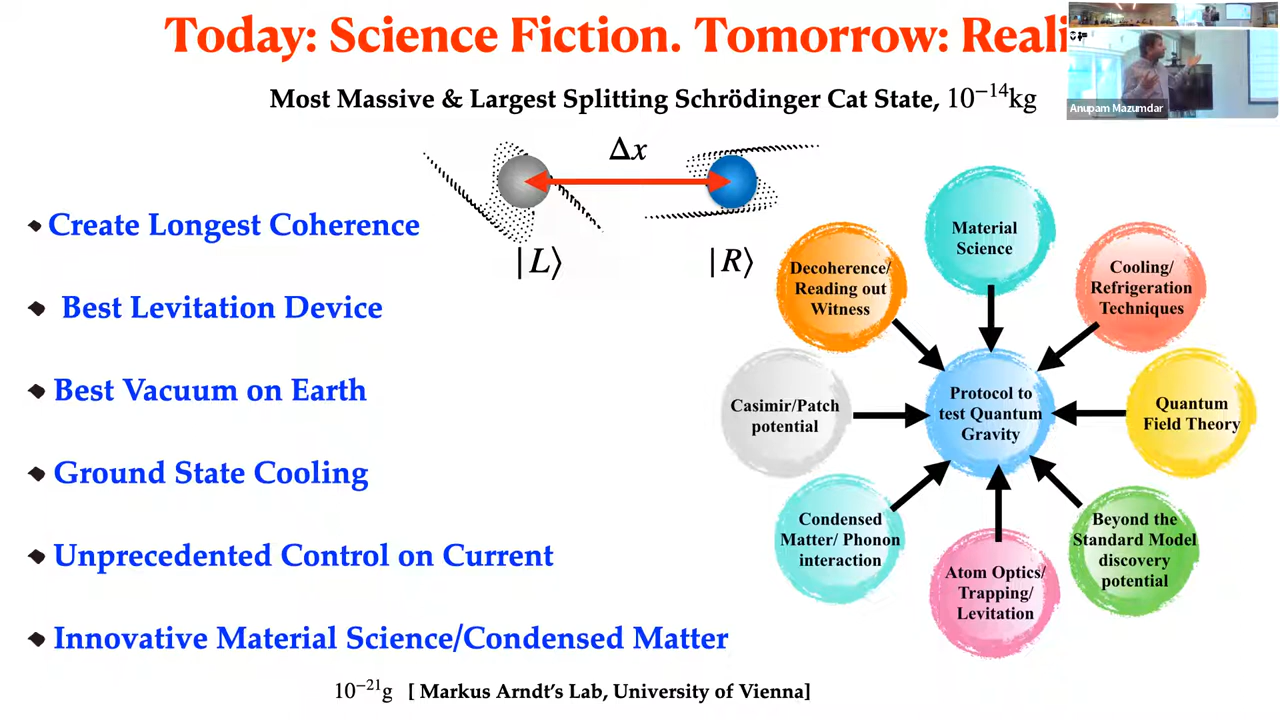 Today: Science Fiction. Tomorrow: Reali
Anupam Mazumdar
Most Massive & Largest Splitting Schrödinger Cat State, 10⁻¹⁴kg
Δx
|L⟩ |R⟩
• Create Longest Coherence
• Best Levitation Device
• Best Vacuum on Earth
• Ground State Cooling
• Unprecedented Control on Current
• Innovative Material Science/Condensed Matter
Material
Science
Decoherence/
Reading out
Witness
Cooling/
Refrigeration
Techniques
Casimir/Patch
potential
Protocol to
test Quantum
Gravity
Quantum
Field Theory
Condensed
Matter/ Phonon
interaction
Atom Optics/
Trapping/
Levitation
Beyond the
Standard Model
discovery
potential
10⁻²¹g [ Markus Arndt's Lab, University of Vienna]